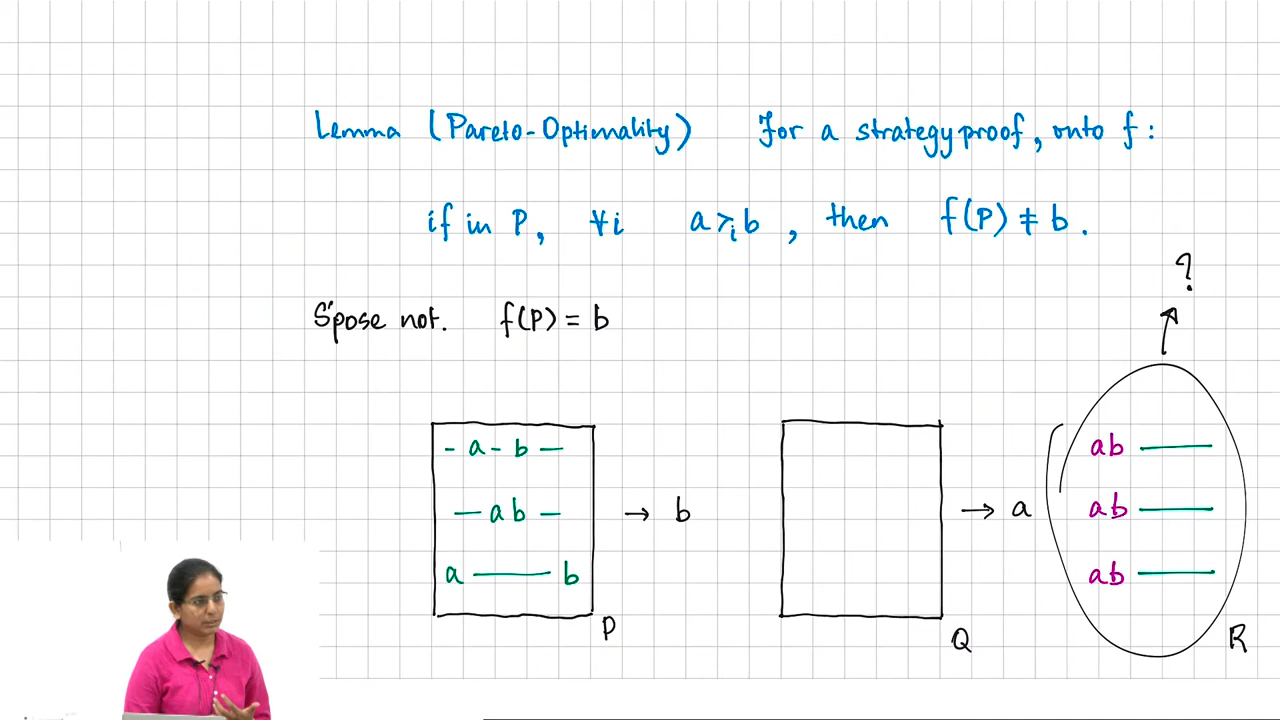 Lemma (Pareto-Optimality) For a strategyproof, onto f:
if in P, ∀i a ≻ᵢ b, then f(P) ≠ b.
?
S'pose not. f(P) = b
- a - b — ab —
— ab — → b → a ab —
a — b ab —
P Q R